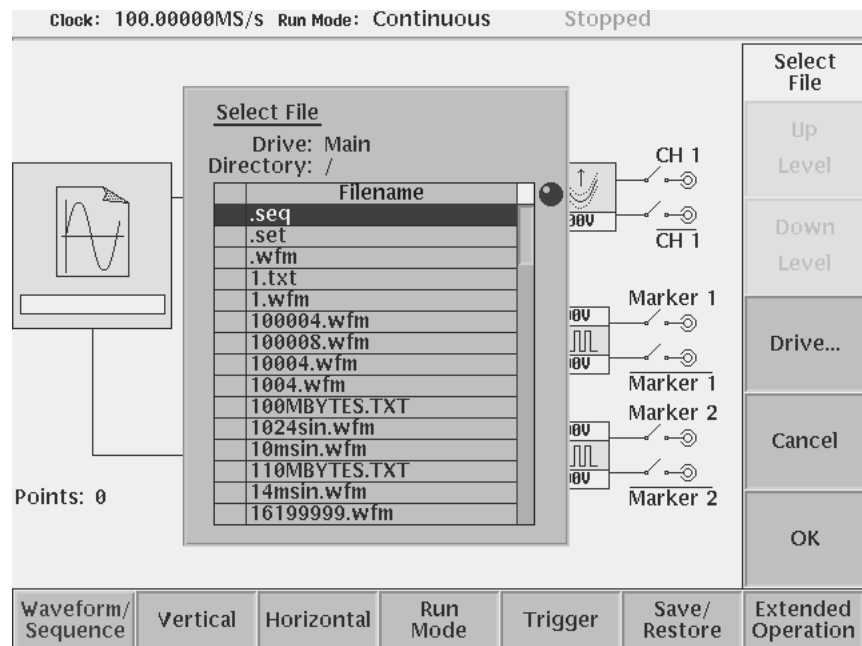 Clock: 100.00000MS/s Run Mode: Continuous Stopped
Select File
Drive: Main
Directory: /
Filename
.seq
.set
.wfm
1.txt
1.wfm
100004.wfm
100008.wfm
10004.wfm
1004.wfm
100MBYTES.TXT
1024sin.wfm
10msin.wfm
110MBYTES.TXT
14msin.wfm
16199999.wfm
Points: 0
CH 1
CH 1
Marker 1
Marker 1
Marker 2
Marker 2
Select
File
Up
Level
Down
Level
Drive...
Cancel
OK
Waveform/
Sequence
Vertical
Horizontal
Run
Mode
Trigger
Save/
Restore
Extended
Operation